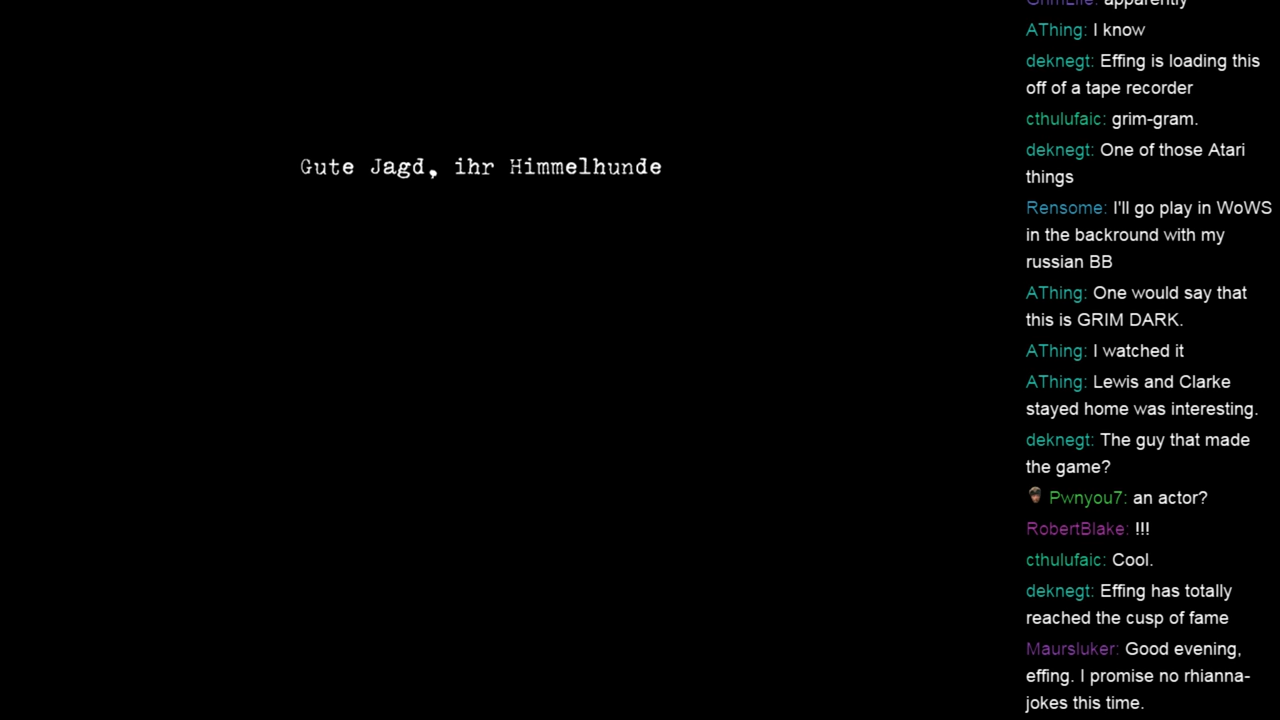 Gute Jagd, ihr Himmelhunde
GrimLife: apparently
AThing: I know
deknegt: Effing is loading this
off of a tape recorder
cthulufaic: grim-gram.
deknegt: One of those Atari
things
Rensome: I'll go play in WoWS
in the backround with my
russian BB
AThing: One would say that
this is GRIM DARK.
AThing: I watched it
AThing: Lewis and Clarke
stayed home was interesting.
deknegt: The guy that made
the game?
Pwnyou7: an actor?
RobertBlake: !!!
cthulufaic: Cool.
deknegt: Effing has totally
reached the cusp of fame
Maursluker: Good evening,
effing. I promise no rhianna-
jokes this time.